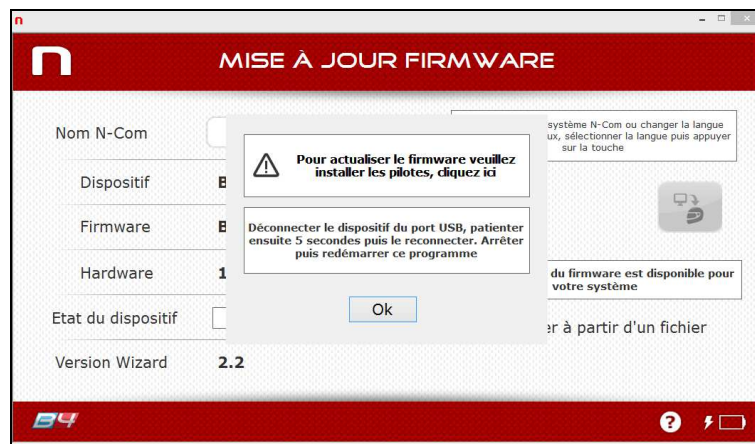 n
n MISE À JOUR FIRMWARE
Nom N-Com
système N-Com ou changer la langue
ux, sélectionner la langue puis appuyer
sur la touche
Pour actualiser le firmware veuillez
installer les pilotes, cliquez ici
Dispositif B
Firmware B
Déconnecter le dispositif du port USB, patienter
ensuite 5 secondes puis le reconnecter. Arrêter
puis redémarrer ce programme
Hardware 1
du firmware est disponible pour
votre système
Ok
Etat du dispositif
er à partir d'un fichier
Version Wizard 2.2
B4 ?